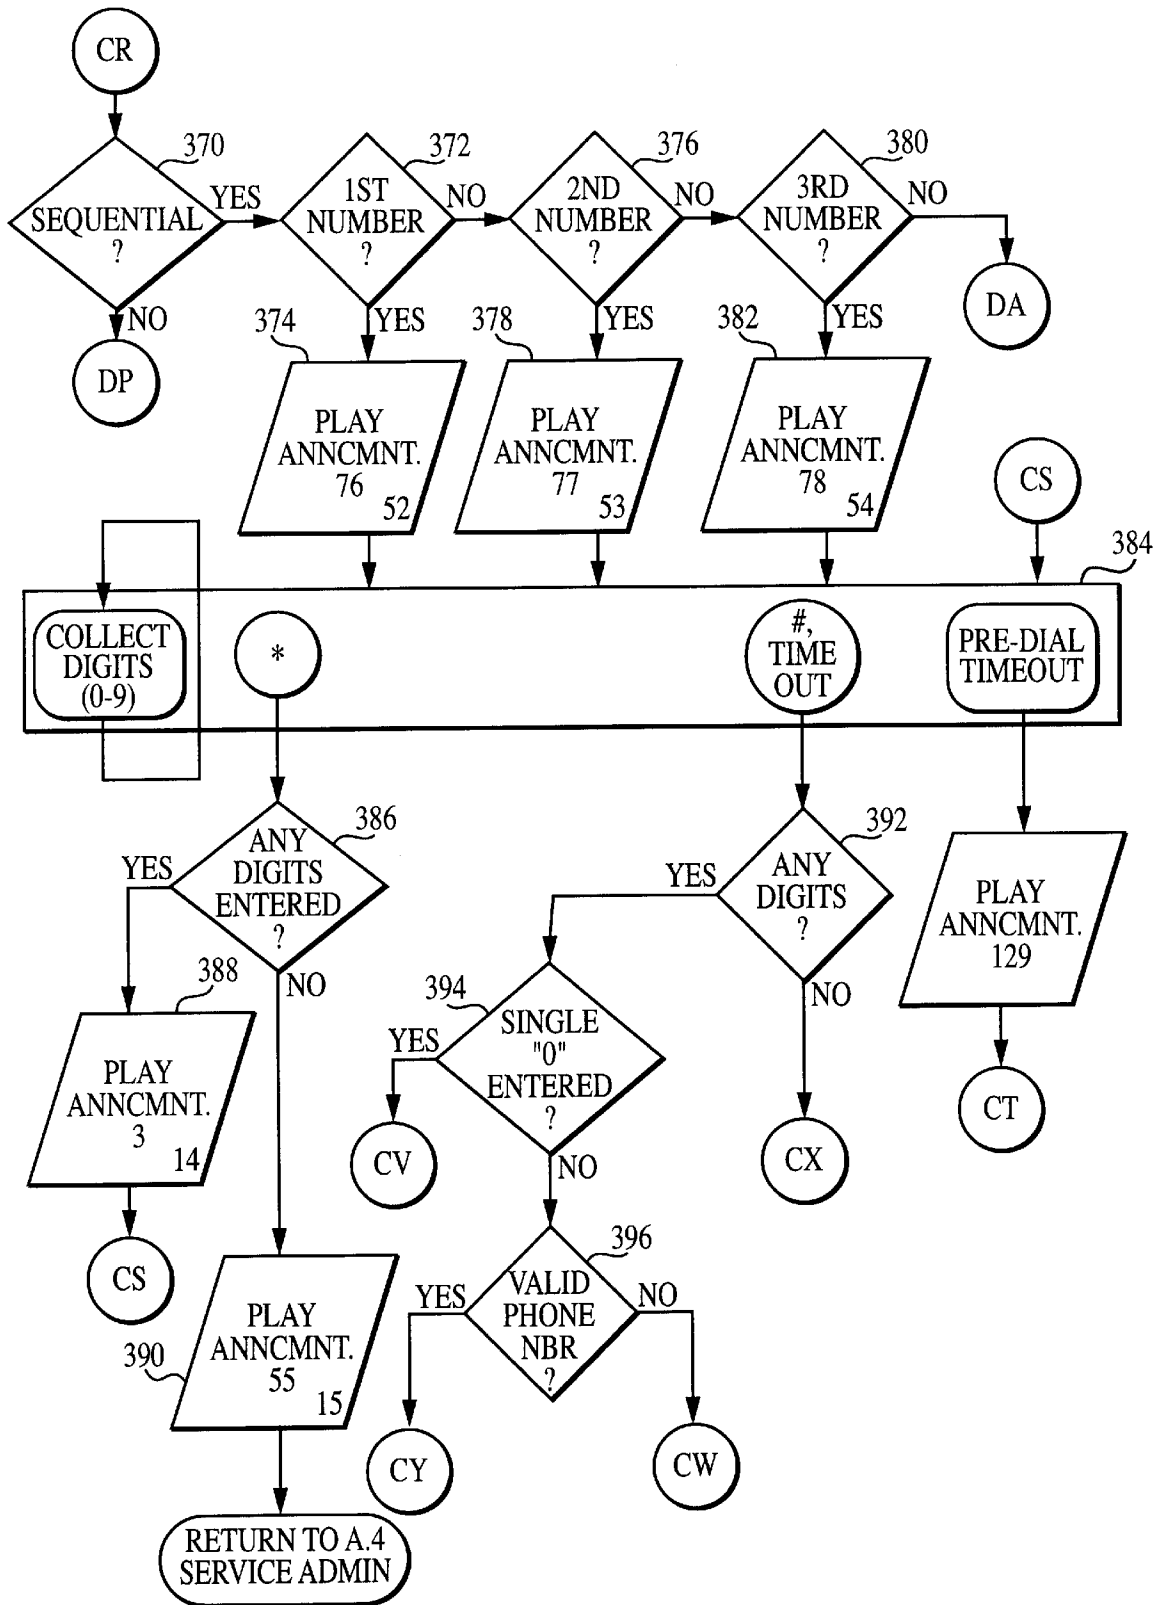 CR
370
372
376
380
SEQUENTIAL
?
YES
NO
1ST
NUMBER
?
NO
YES
2ND
NUMBER
?
NO
YES
3RD
NUMBER
?
NO
YES
DP
DA
374
PLAY
ANNCMNT.
76
52
378
PLAY
ANNCMNT.
77
53
382
PLAY
ANNCMNT.
78
54
CS
384
COLLECT
DIGITS
(0-9)
*
#,
TIME
OUT
PRE-DIAL
TIMEOUT
386
ANY
DIGITS
ENTERED
?
YES
NO
392
ANY
DIGITS
?
YES
NO
PLAY
ANNCMNT.
129
388
PLAY
ANNCMNT.
3
14
394
SINGLE
"0"
ENTERED
?
YES
NO
CT
CV
CX
CS
396
VALID
PHONE
NBR
?
YES
NO
390
PLAY
ANNCMNT.
55
15
CY
CW
RETURN TO A.4
SERVICE ADMIN